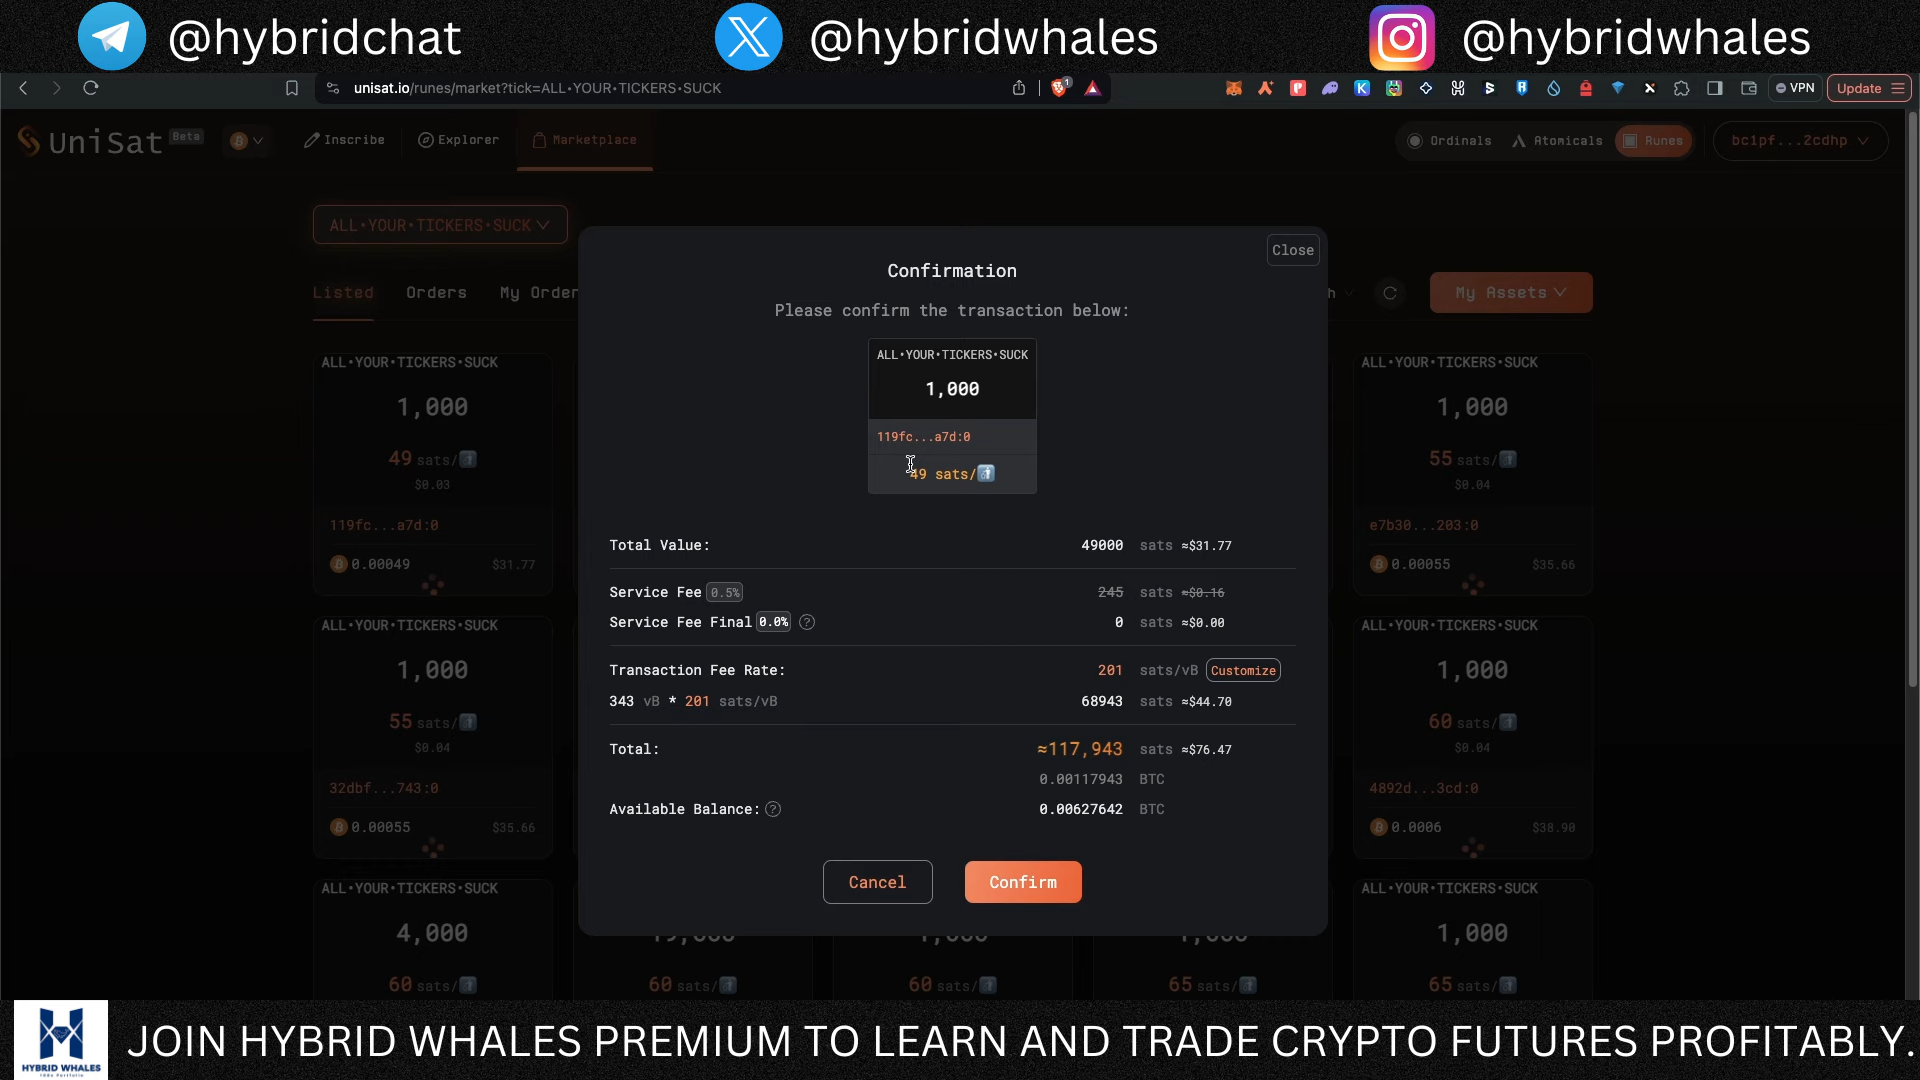 @hybridchat
@hybridwhales
@hybridwhales
unisat.io/runes/market?tick=ALL•YOUR•TICKERS•SUCK
1
VPN
Update
UniSat Beta
Inscribe
Explorer
Marketplace
Ordinals
Atomicals
Runes
bc1pf...2cdhp
ALL•YOUR•TICKERS•SUCK
Listed
Orders
My Order
h
My Assets
Close
Confirmation
Please confirm the transaction below:
ALL•YOUR•TICKERS•SUCK
1,000
119fc...a7d:0
49 sats/
Total Value: 49000 sats ≈$31.77
Service Fee 0.5% 245 sats ≈$0.16
Service Fee Final 0.0% ? 0 sats ≈$0.00
Transaction Fee Rate: 201 sats/vB Customize
343 vB * 201 sats/vB 68943 sats ≈$44.70
Total: ≈117,943 sats ≈$76.47
0.00117943 BTC
Available Balance: ? 0.00627642 BTC
Cancel
Confirm
ALL•YOUR•TICKERS•SUCK
1,000
49 sats/
$0.03
119fc...a7d:0
0.00049 $31.77
ALL•YOUR•TICKERS•SUCK
1,000
55 sats/
$0.04
e7b30...203:0
0.00055 $35.66
ALL•YOUR•TICKERS•SUCK
1,000
55 sats/
$0.04
32dbf...743:0
0.00055 $35.66
ALL•YOUR•TICKERS•SUCK
1,000
60 sats/
$0.04
4892d...3cd:0
0.0006 $38.90
ALL•YOUR•TICKERS•SUCK
4,000
60 sats/
60 sats/
1,000
60 sats/
1,000
65 sats/
ALL•YOUR•TICKERS•SUCK
1,000
65 sats/
HYBRID WHALES
JOIN HYBRID WHALES PREMIUM TO LEARN AND TRADE CRYPTO FUTURES PROFITABLY.